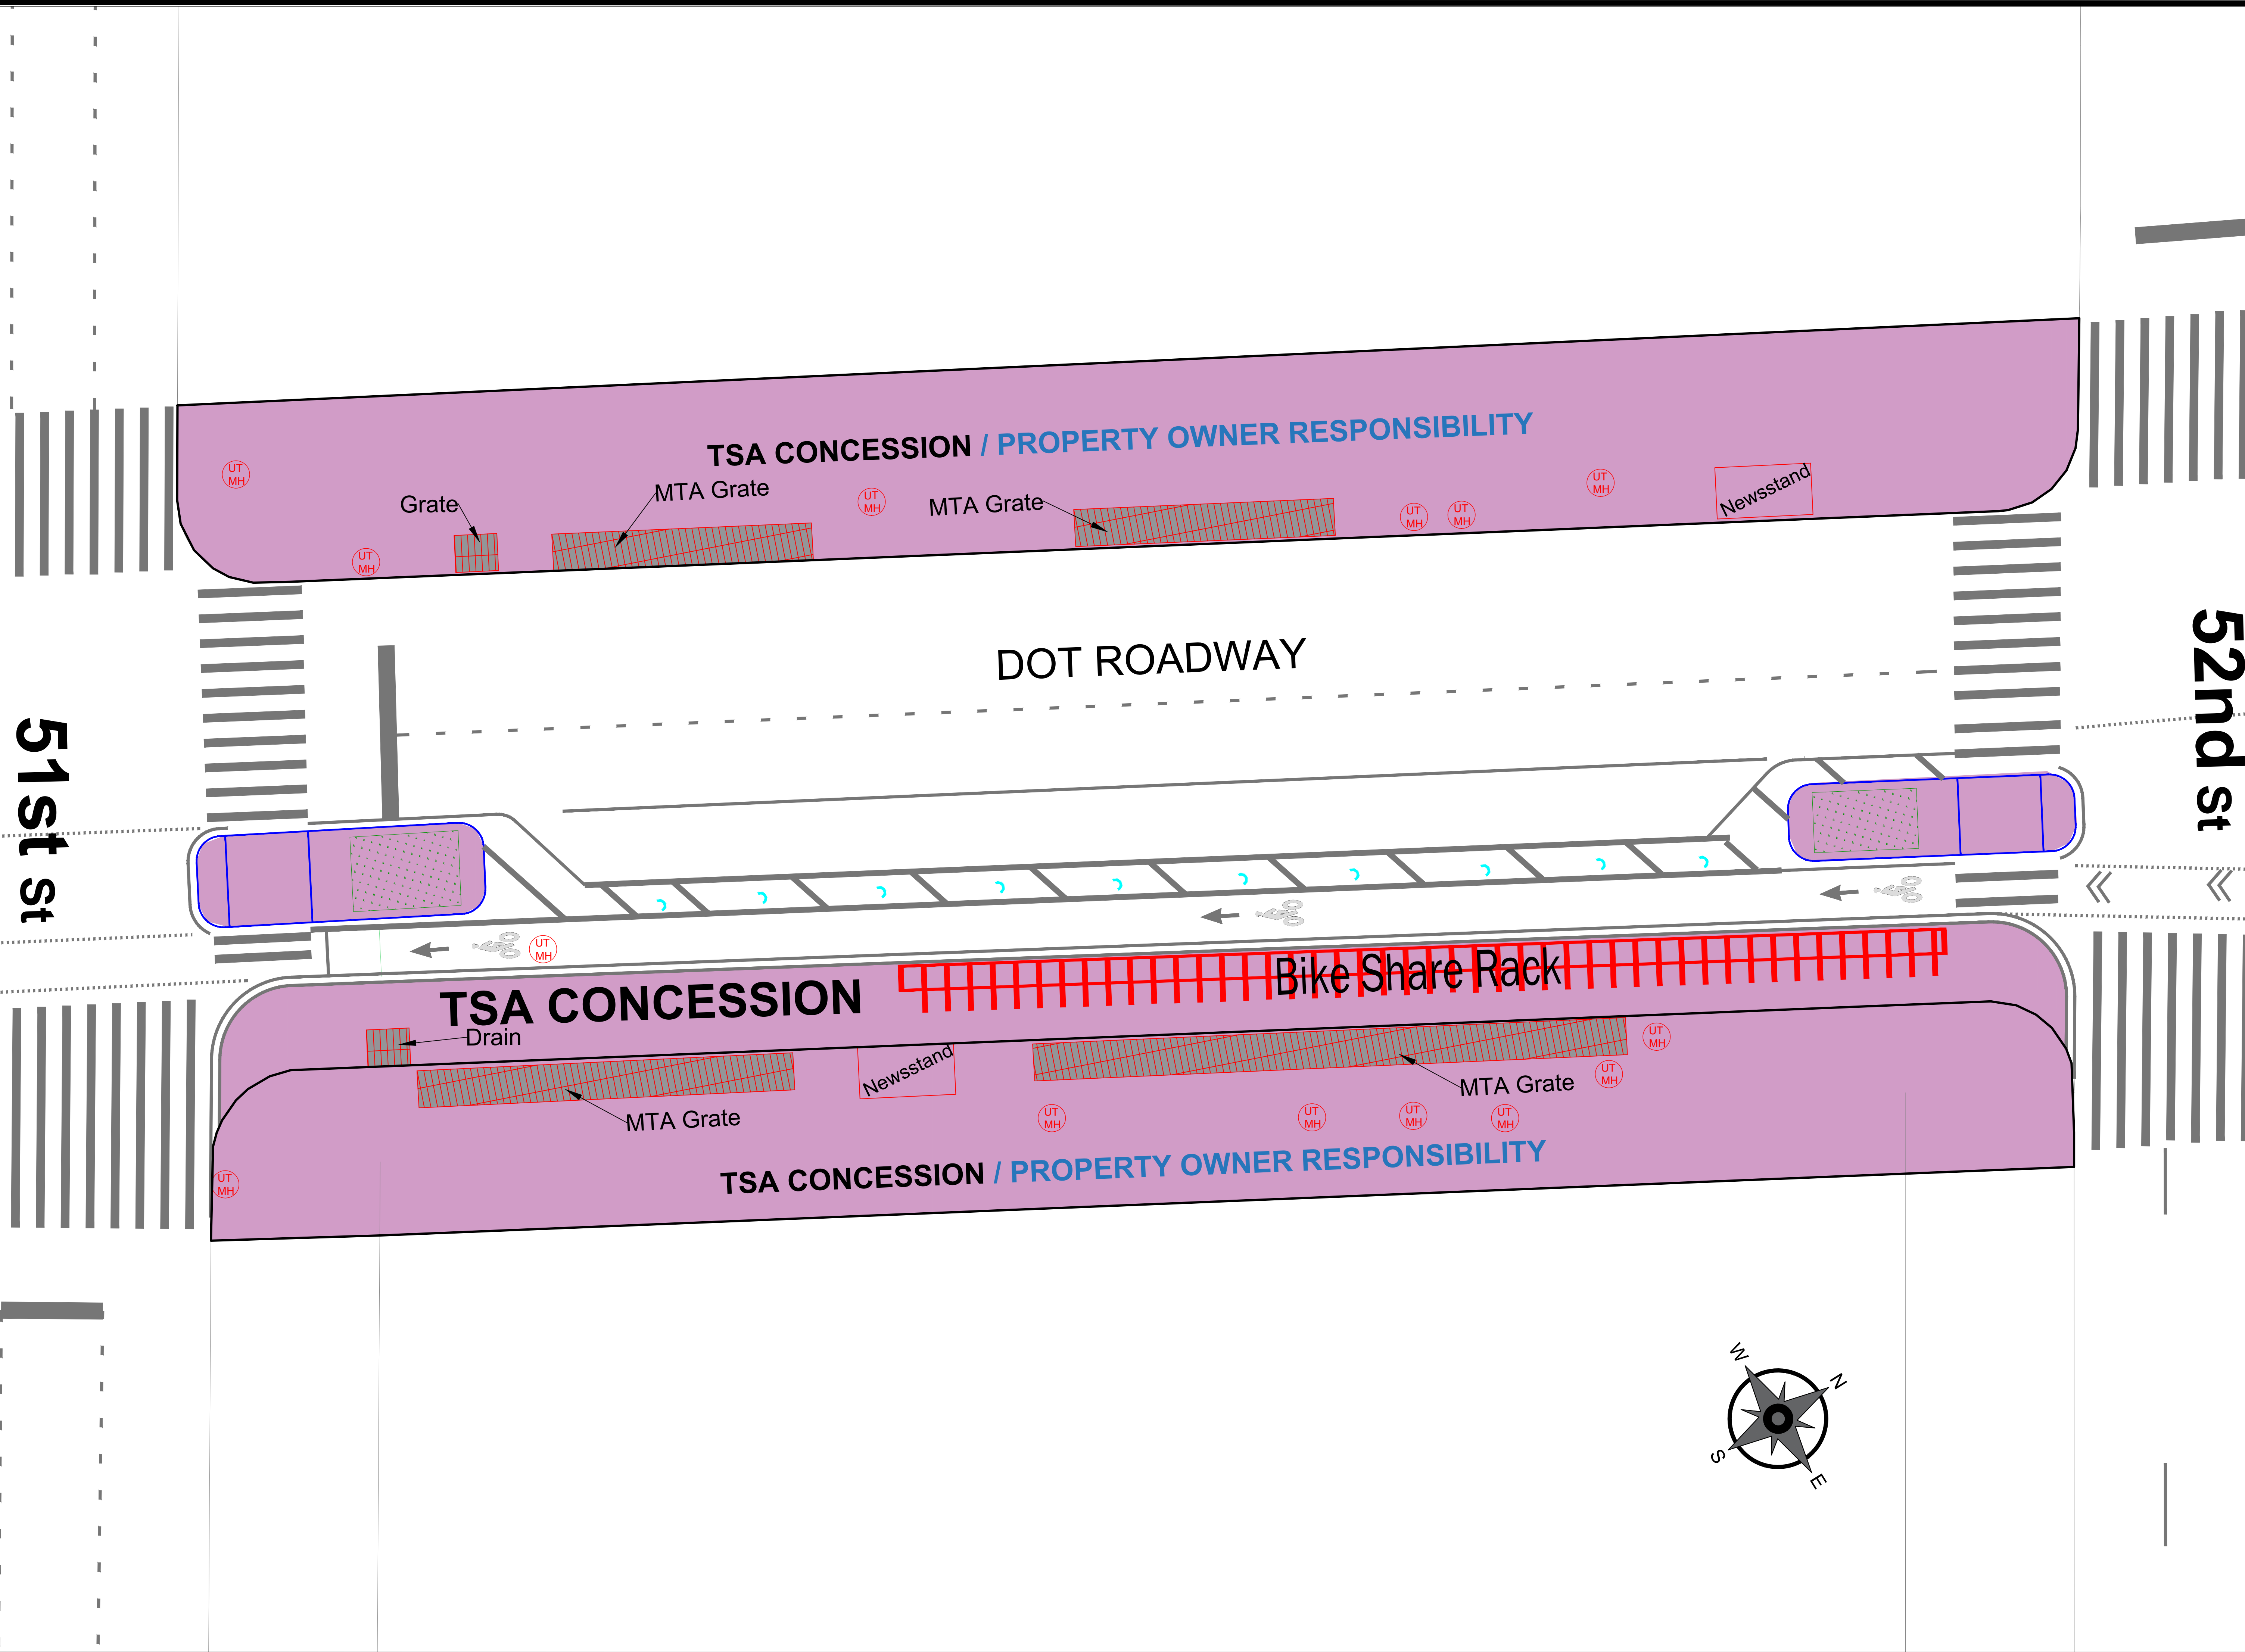 TSA CONCESSION / PROPERTY OWNER RESPONSIBILITY
UT
MH
Grate
MTA Grate
UT
MH
MTA Grate
UT
MH
UT
MH
UT
MH
Newsstand
UT
MH
DOT ROADWAY
51st St
52nd St
UT
MH
TSA CONCESSION
Bike Share Rack
Drain
Newsstand
UT
MH
MTA Grate
MTA Grate
UT
MH
UT
MH
UT
MH
UT
MH
UT
MH
TSA CONCESSION / PROPERTY OWNER RESPONSIBILITY
UT
MH
W
N
S
E